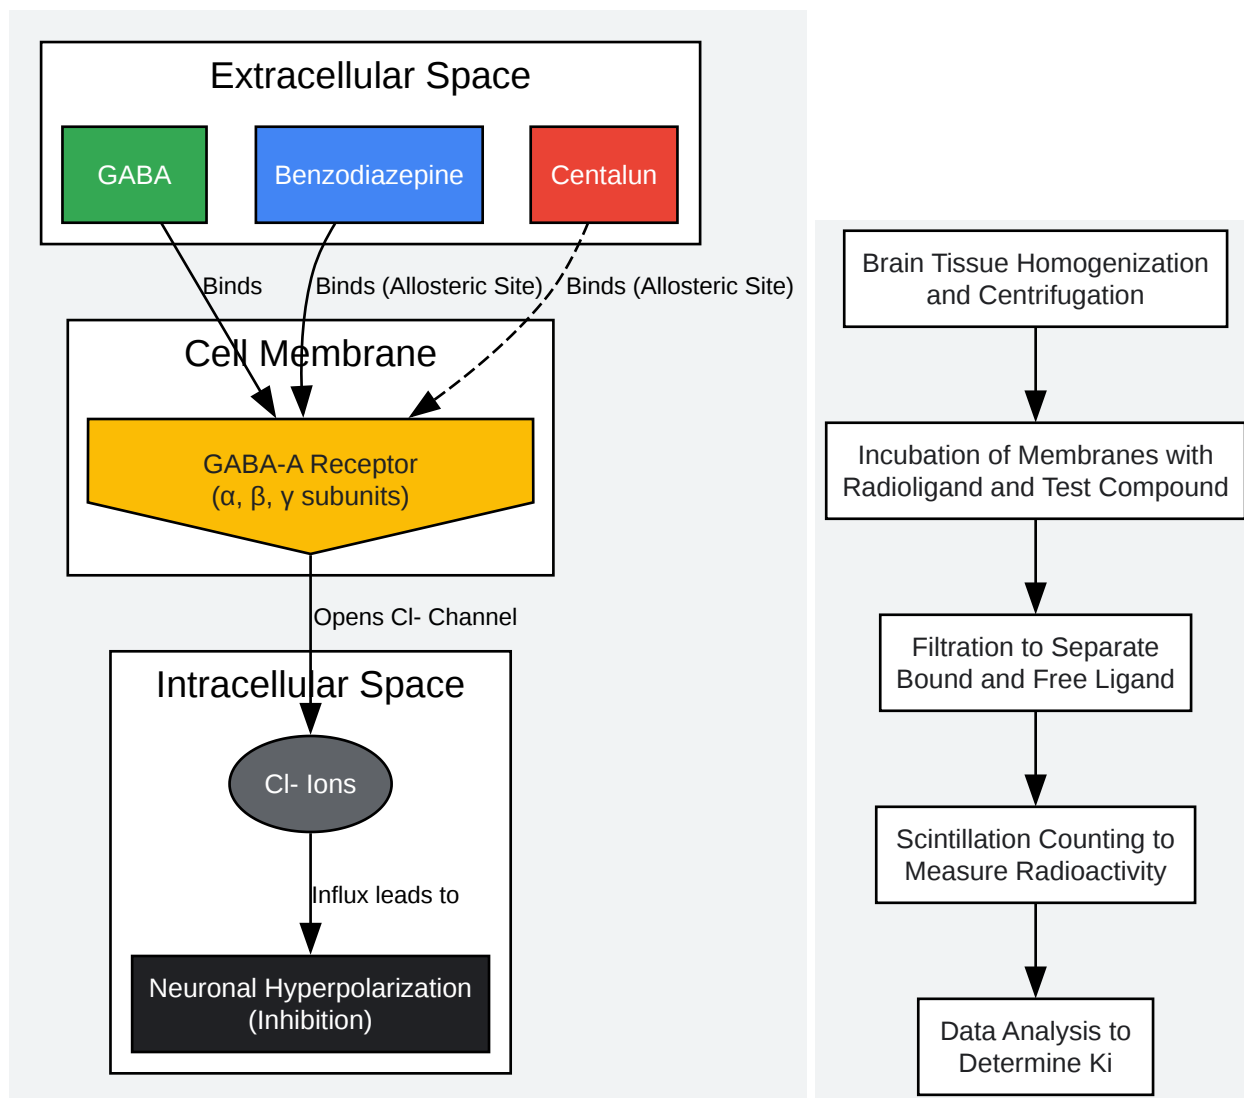 Extracellular Space
GABA
Benzodiazepine
Centalun
Binds
Binds (Allosteric Site)
Binds (Allosteric Site)
Cell Membrane
GABA-A Receptor
(α, β, γ subunits)
Opens Cl- Channel
Intracellular Space
Cl- Ions
Influx leads to
Neuronal Hyperpolarization
(Inhibition)
Brain Tissue Homogenization
and Centrifugation
Incubation of Membranes with
Radioligand and Test Compound
Filtration to Separate
Bound and Free Ligand
Scintillation Counting to
Measure Radioactivity
Data Analysis to
Determine Ki